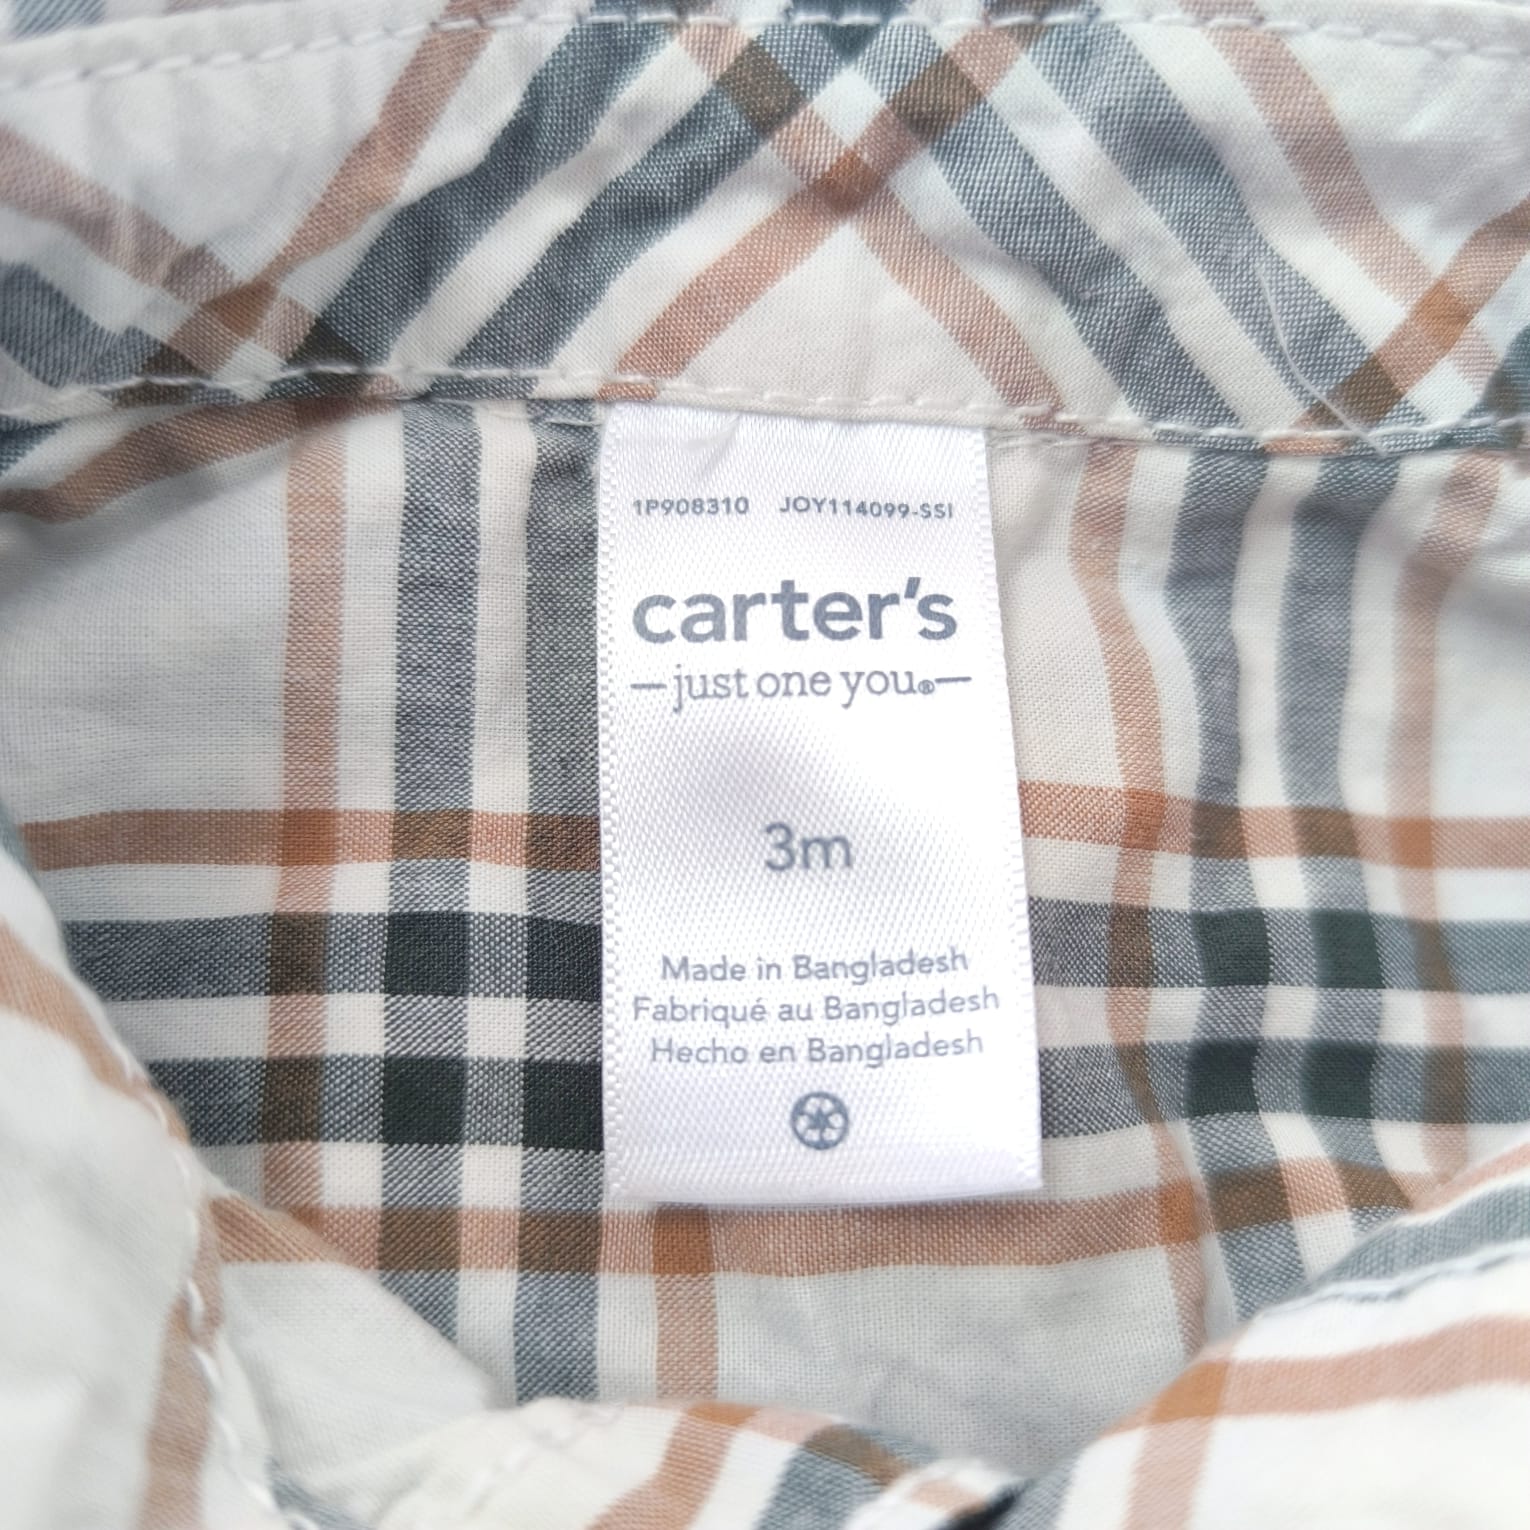 1P908310 JOY114099-SSI
carter's
just one you®
3m
Made in Bangladesh
Fabriqué au Bangladesh
Hecho en Bangladesh